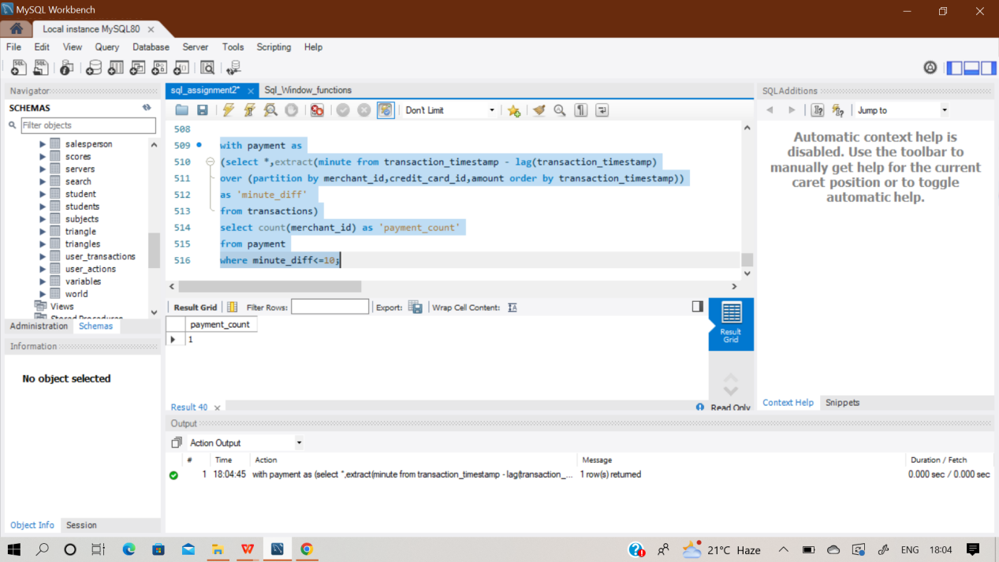 MySQL Workbench
Local instance MySQL80
File Edit View Query Database Server Tools Scripting Help
Navigator
SCHEMAS
Filter objects
salesperson
scores
servers
search
student
students
subjects
triangle
triangles
user_transactions
user_actions
variables
world
Views
Stored Procedures
Administration Schemas
Information
No object selected
Object Info Session
sql_assignment2* Sql_Window_functions
Don't Limit
508
509 with payment as
510 (select *,extract(minute from transaction_timestamp - lag(transaction_timestamp)
511 over (partition by merchant_id,credit_card_id,amount order by transaction_timestamp))
512 as 'minute_diff'
513 from transactions)
514 select count(merchant_id) as 'payment_count'
515 from payment
516 where minute_diff<=10;
Result Grid Filter Rows: Export: Wrap Cell Content:
payment_count
1
Result
Grid
Result 40 Read Only
SQLAdditions
Jump to
Automatic context help is
disabled. Use the toolbar to
manually get help for the current
caret position or to toggle
automatic help.
Context Help Snippets
Output
Action Output
# Time Action Message Duration / Fetch
1 18:04:45 with payment as (select *,extract(minute from transaction_timestamp - lag(transaction_... 1 row(s) returned 0.000 sec / 0.000 sec
21°C Haze ENG 18:04